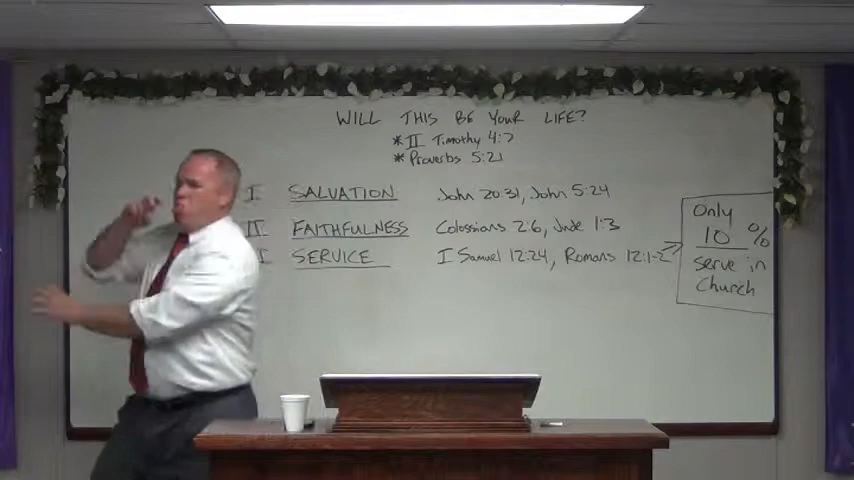 WILL THIS BE YOUR LIFE?
*II Timothy 4:7
*Proverbs 5:21
I SALVATION John 20:31, John 5:24
II FAITHFULNESS Colossians 2:6, Jude 1:3
I SERVICE I Samuel 12:24, Romans 12:1-2
Only
10 %
serve in
Church